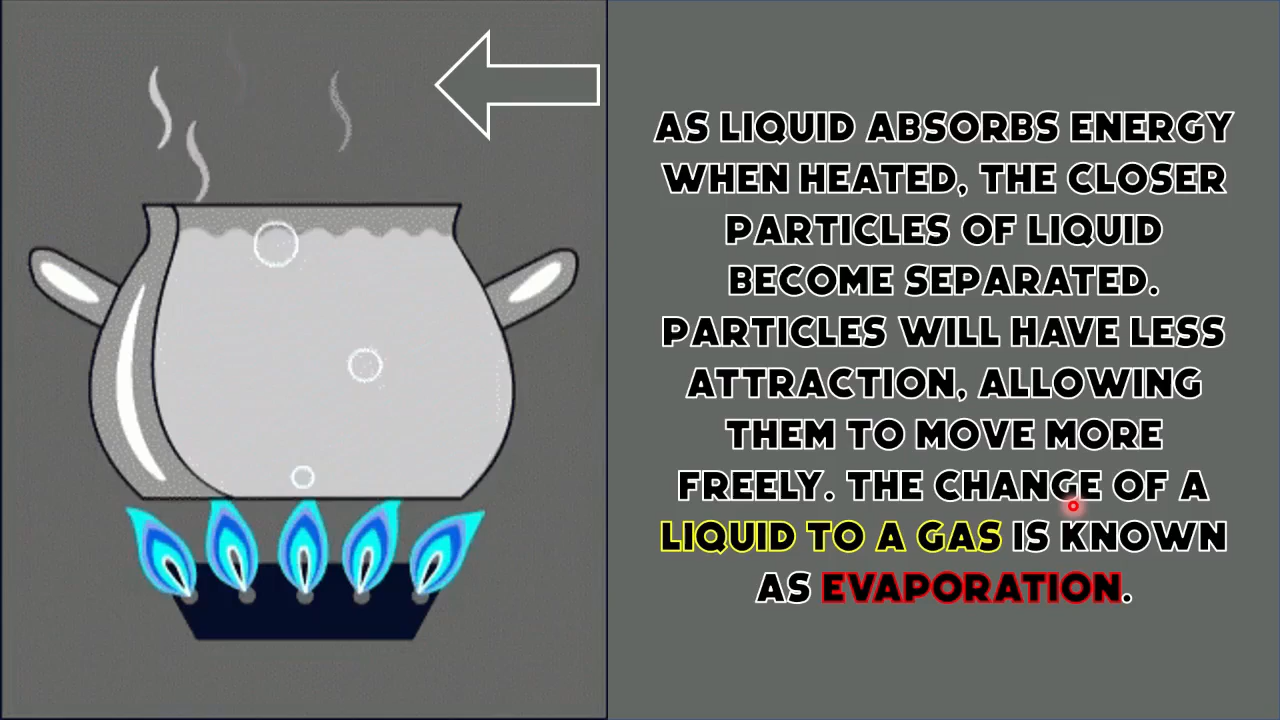 AS LIQUID ABSORBS ENERGY
WHEN HEATED, THE CLOSER
PARTICLES OF LIQUID
BECOME SEPARATED.
PARTICLES WILL HAVE LESS
ATTRACTION, ALLOWING
THEM TO MOVE MORE
FREELY. THE CHANGE OF A
LIQUID TO A GAS IS KNOWN
AS EVAPORATION.